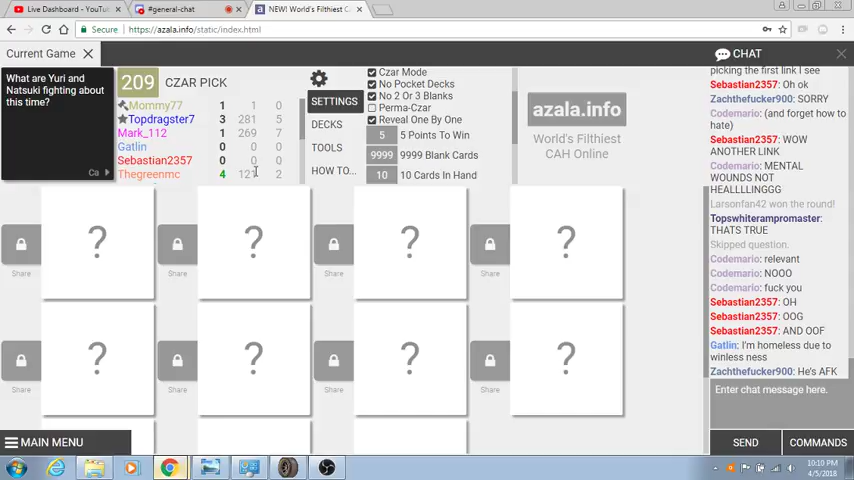 Live Dashboard - YouTu
#general-chat
NEW! World's Filthiest C
Secure
https://azala.info/static/index.html
Current Game
What are Yuri and
Natsuki fighting about
this time?
Ca
209
CZAR PICK
Mommy77 1 1 0
Topdragster7 3 281 5
Mark_112 1 269 7
Gatlin 0 0 0
Sebastian2357 0 0 0
Thegreenmc 4 121 2
SETTINGS
DECKS
TOOLS
HOW TO...
Czar Mode
No Pocket Decks
No 2 Or 3 Blanks
Perma-Czar
Reveal One By One
5 5 Points To Win
9999 9999 Blank Cards
10 10 Cards In Hand
azala.info
World's Filthiest
CAH Online
CHAT
picking the first link I see
Sebastian2357: Oh ok
Zachthefucker900: SORRY
Codemario: (and forget how to
hate)
Sebastian2357: WOW
ANOTHER LINK
Codemario: MENTAL
WOUNDS NOT
HEALLLLINGGG
Larsonfan42 won the round!
Topswhiterampromaster:
THATS TRUE
Skipped question.
Codemario: relevant
Codemario: NOOO
Codemario: fuck you
Sebastian2357: OH
Sebastian2357: OOG
Sebastian2357: AND OOF
Gatlin: I'm homeless due to
winless ness
Zachthefucker900: He's AFK
Enter chat message here.
SEND
COMMANDS
? ? ? ?
Share Share Share Share
? ? ? ?
Share Share Share Share
MAIN MENU
10:10 PM
4/5/2018